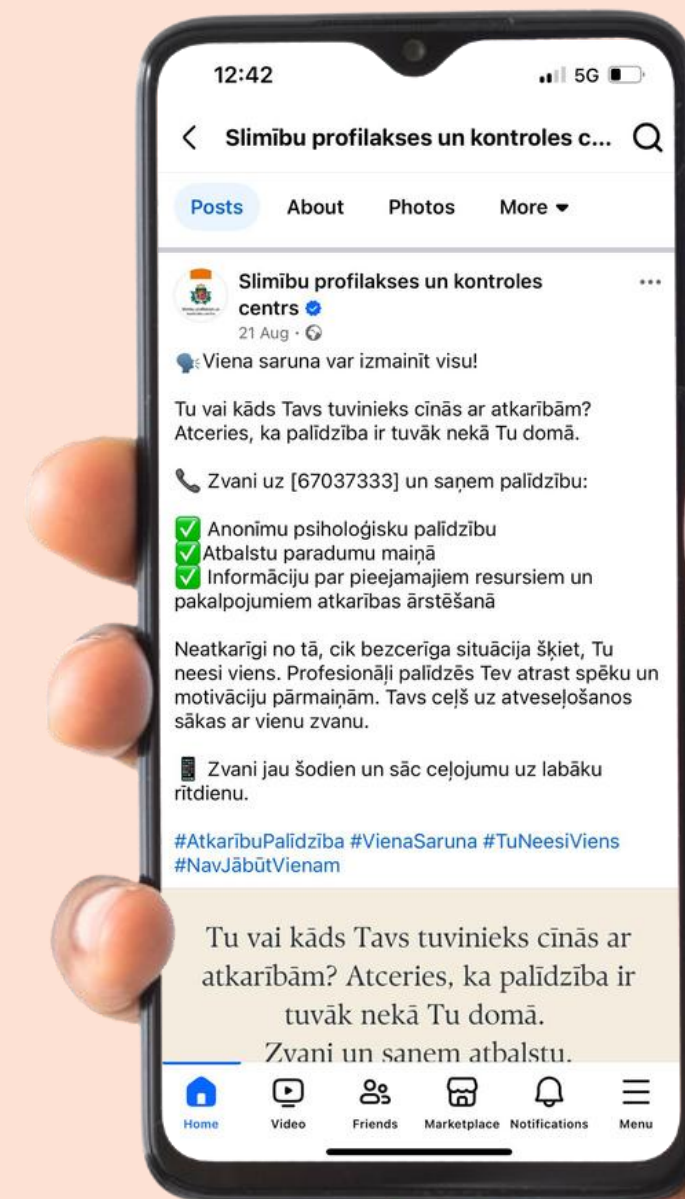 12:42
5G
Slimību profilakses un kontroles c...
Posts About Photos More
Slimību profilakses un kontroles
centrs
21 Aug ·
Viena saruna var izmainīt visu!
Tu vai kāds Tavs tuvinieks cīnās ar atkarībām?
Atceries, ka palīdzība ir tuvāk nekā Tu domā.
Zvani uz [67037333] un saņem palīdzību:
Anonīmu psiholoģisku palīdzību
Atbalstu paradumu maiņā
Informāciju par pieejamajiem resursiem un
pakalpojumiem atkarības ārstēšanā
Neatkarīgi no tā, cik bezcerīga situācija šķiet, Tu
neesi viens. Profesionāļi palīdzēs Tev atrast spēku un
motivāciju pārmaiņām. Tavs ceļš uz atveseļošanos
sākas ar vienu zvanu.
Zvani jau šodien un sāc ceļojumu uz labāku
rītdienu.
#AtkarībuPalīdzība #VienaSaruna #TuNeesiViens
#NavJābūtVienam
Tu vai kāds Tavs tuvinieks cīnās ar
atkarībām? Atceries, ka palīdzība ir
tuvāk nekā Tu domā.
Zvani un saņem atbalstu.
Home Video Friends Marketplace Notifications Menu